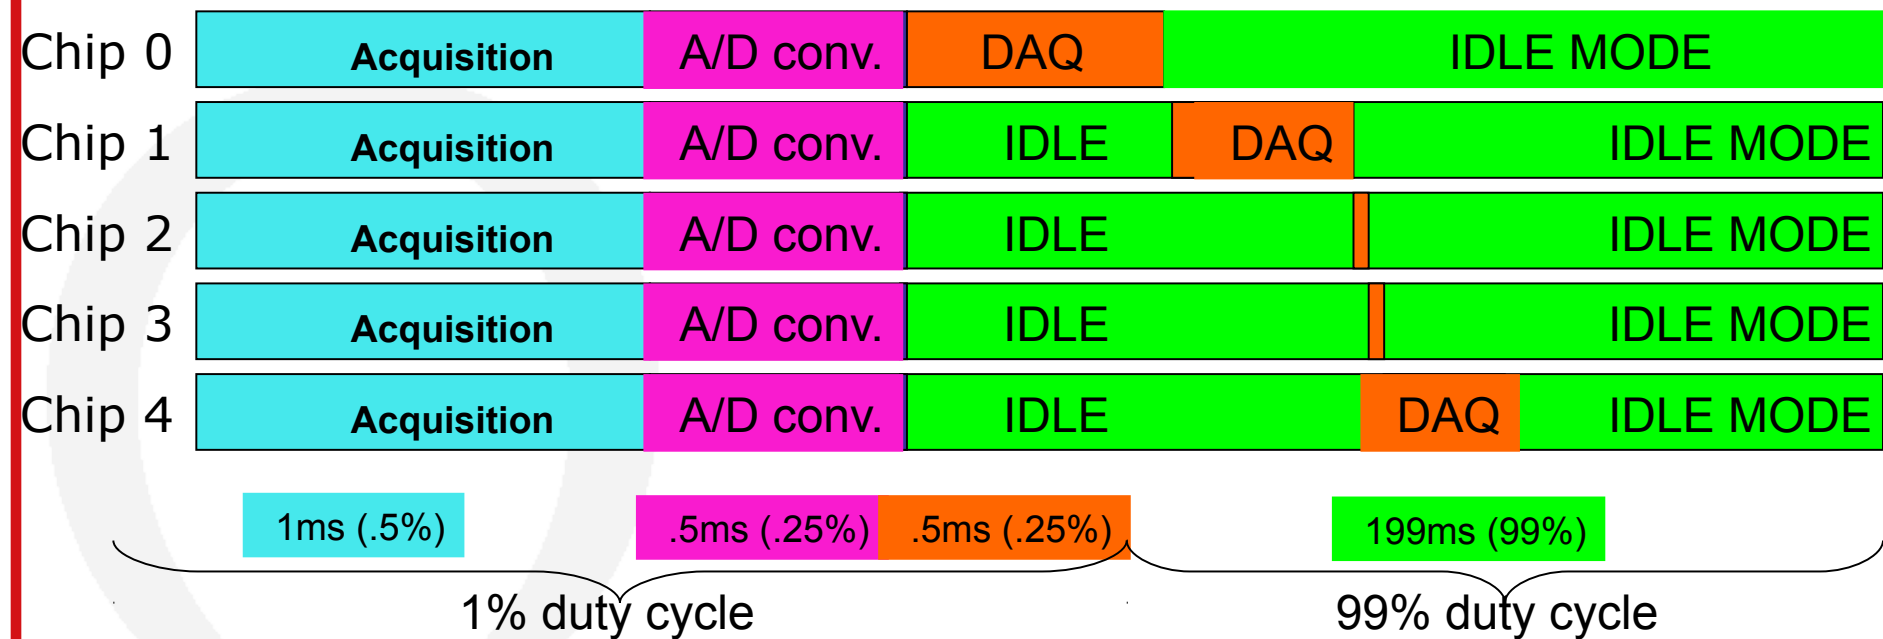 Chip 0 Acquisition A/D conv. DAQ IDLE MODE
Chip 1 Acquisition A/D conv. IDLE DAQ IDLE MODE
Chip 2 Acquisition A/D conv. IDLE IDLE MODE
Chip 3 Acquisition A/D conv. IDLE IDLE MODE
Chip 4 Acquisition A/D conv. IDLE DAQ IDLE MODE
1ms (.5%) .5ms (.25%) .5ms (.25%) 199ms (99%)
1% duty cycle 99% duty cycle